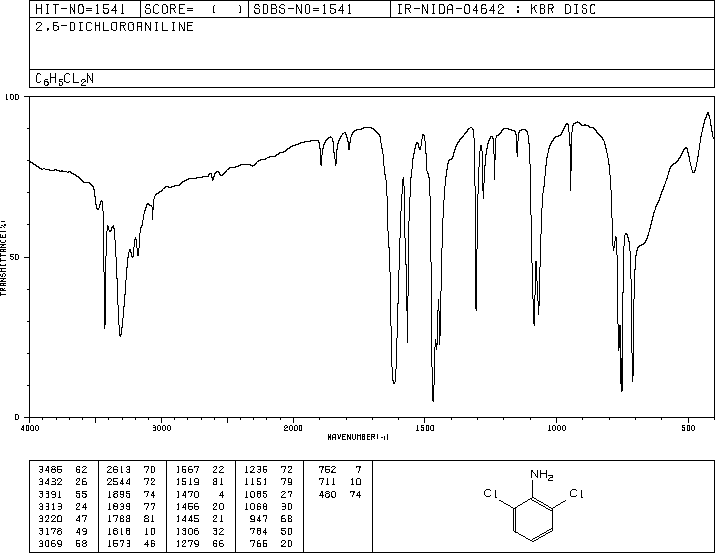 HIT-NO=1541 SCORE= ( ) SDBS-NO=1541 IR-NIDA-04642 : KBR DISC
2,6-DICHLOROANILINE
C6H5CL2N
100
50
0
TRANSMITTANCE(%)
4000 3000 2000 1500 1000 500
WAVENUMBER(-1)
3485 62 2613 70 1567 22 1236 72 752 7
3432 26 2544 72 1519 81 1151 79 711 10
3391 55 1895 74 1470 4 1085 27 480 74
3313 24 1839 77 1456 20 1068 30
3220 47 1788 81 1445 21 947 68
3178 49 1618 10 1306 32 784 50
3069 58 1573 46 1279 66 766 20
NH2
Cl Cl